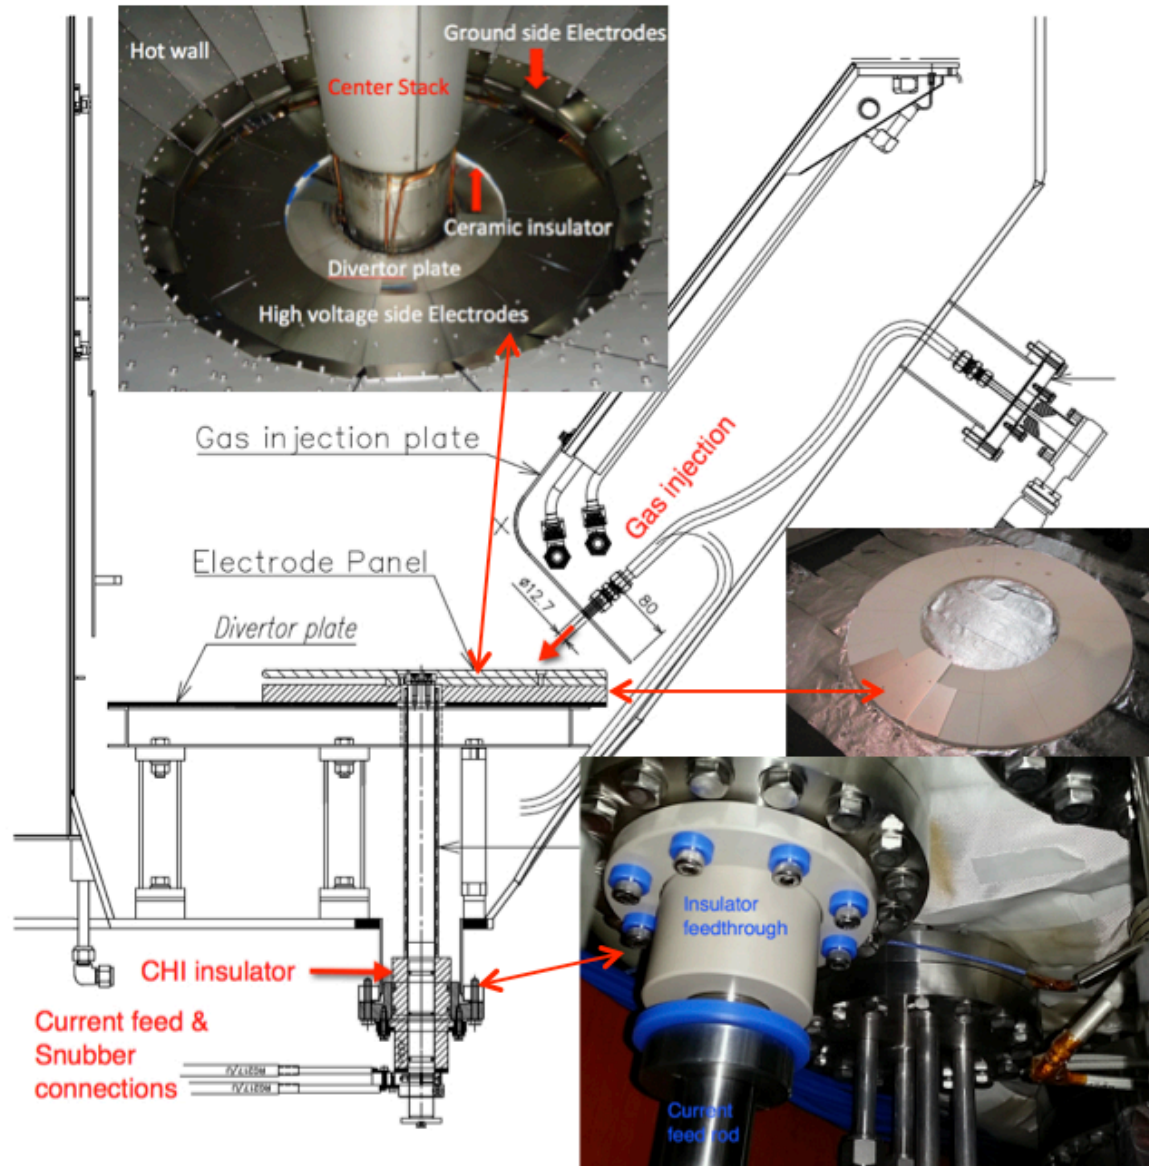 Ground side Electrodes
Hot wall
Center Stack
Ceramic insulator
Divertor plate
High voltage side Electrodes
Gas injection plate
Gas injection
Electrode Panel
ø12.7
80
Divertor plate
Insulator
feedthrough
CHI insulator
Current feed &
Snubber
connections
RG217/U
RG217/U
Current
feed rod